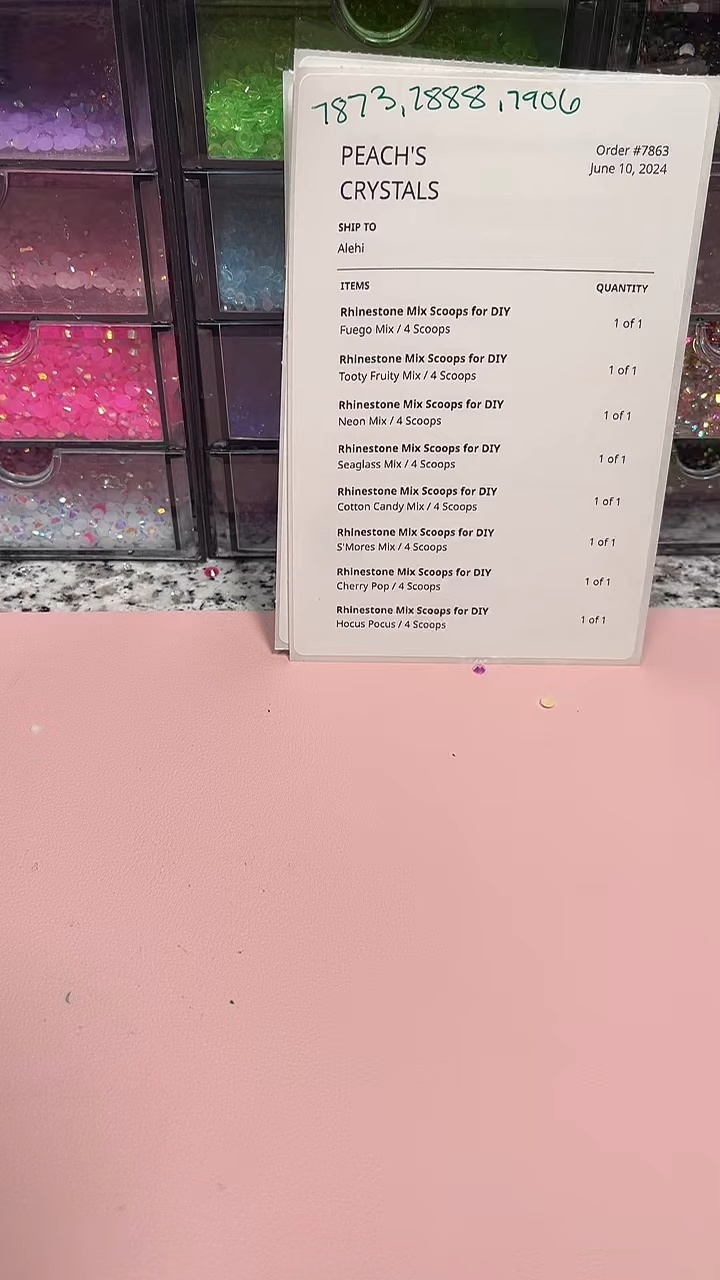 7873, 7888, 7906
PEACH'S
CRYSTALS
Order #7863
June 10, 2024
SHIP TO
Alehi
ITEMS QUANTITY
Rhinestone Mix Scoops for DIY
Fuego Mix / 4 Scoops 1 of 1
Rhinestone Mix Scoops for DIY
Tooty Fruity Mix / 4 Scoops 1 of 1
Rhinestone Mix Scoops for DIY
Neon Mix / 4 Scoops 1 of 1
Rhinestone Mix Scoops for DIY
Seaglass Mix / 4 Scoops 1 of 1
Rhinestone Mix Scoops for DIY
Cotton Candy Mix / 4 Scoops 1 of 1
Rhinestone Mix Scoops for DIY
S'Mores Mix / 4 Scoops 1 of 1
Rhinestone Mix Scoops for DIY
Cherry Pop / 4 Scoops 1 of 1
Rhinestone Mix Scoops for DIY
Hocus Pocus / 4 Scoops 1 of 1